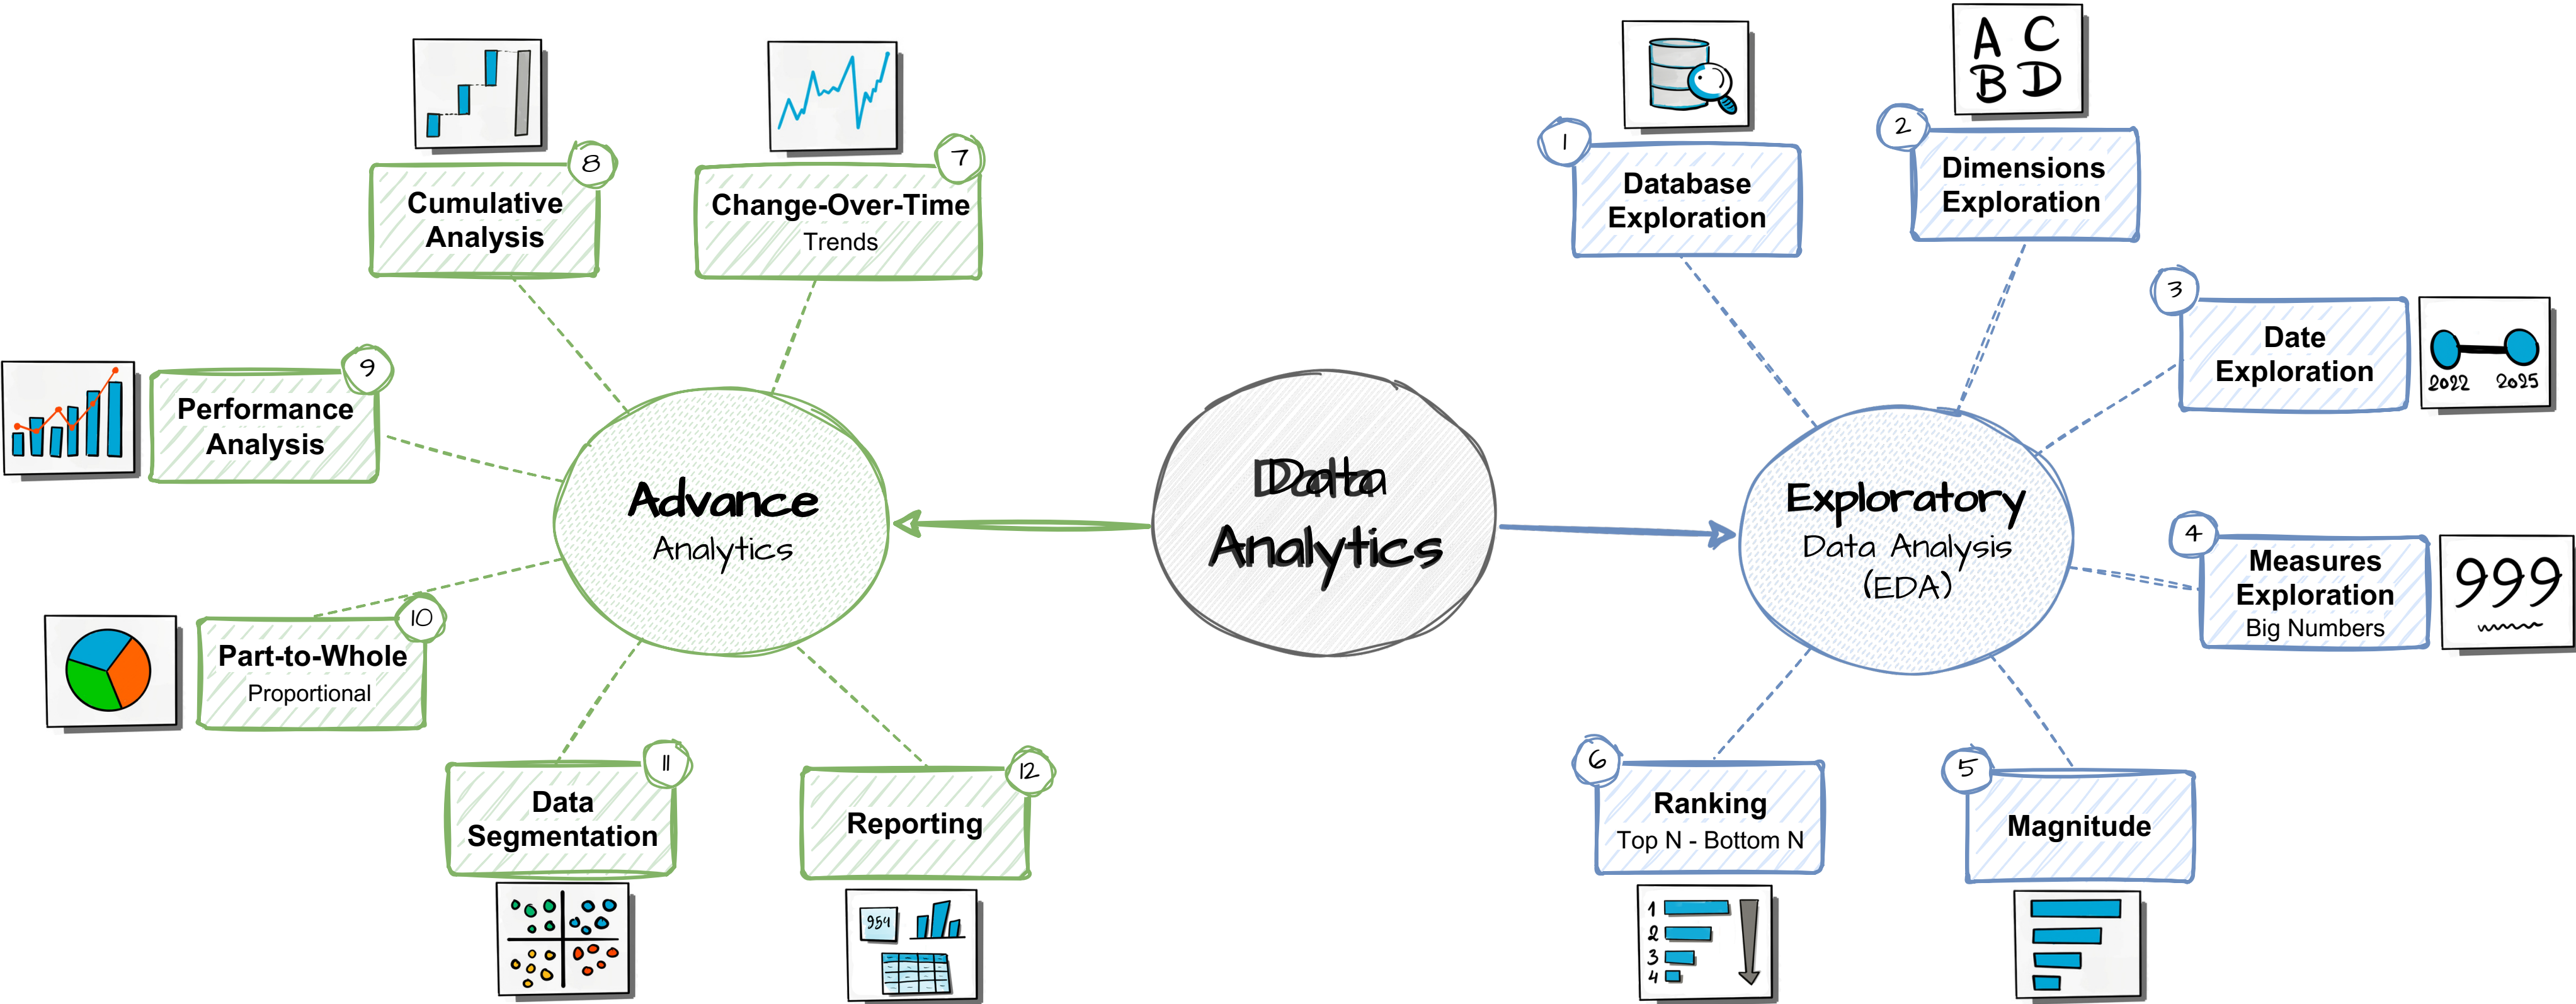 Data
Analytics
Exploratory
Data Analysis
(EDA)
1
Database
Exploration
A C
B D
2
Dimensions
Exploration
3
Date
Exploration
2022 2025
4
Measures
Exploration
Big Numbers
999
5
Magnitude
6
Ranking
Top N - Bottom N
1
2
3
4
Advance
Analytics
7
Change-Over-Time
Trends
8
Cumulative
Analysis
9
Performance
Analysis
10
Part-to-Whole
Proportional
11
Data
Segmentation
12
Reporting
954